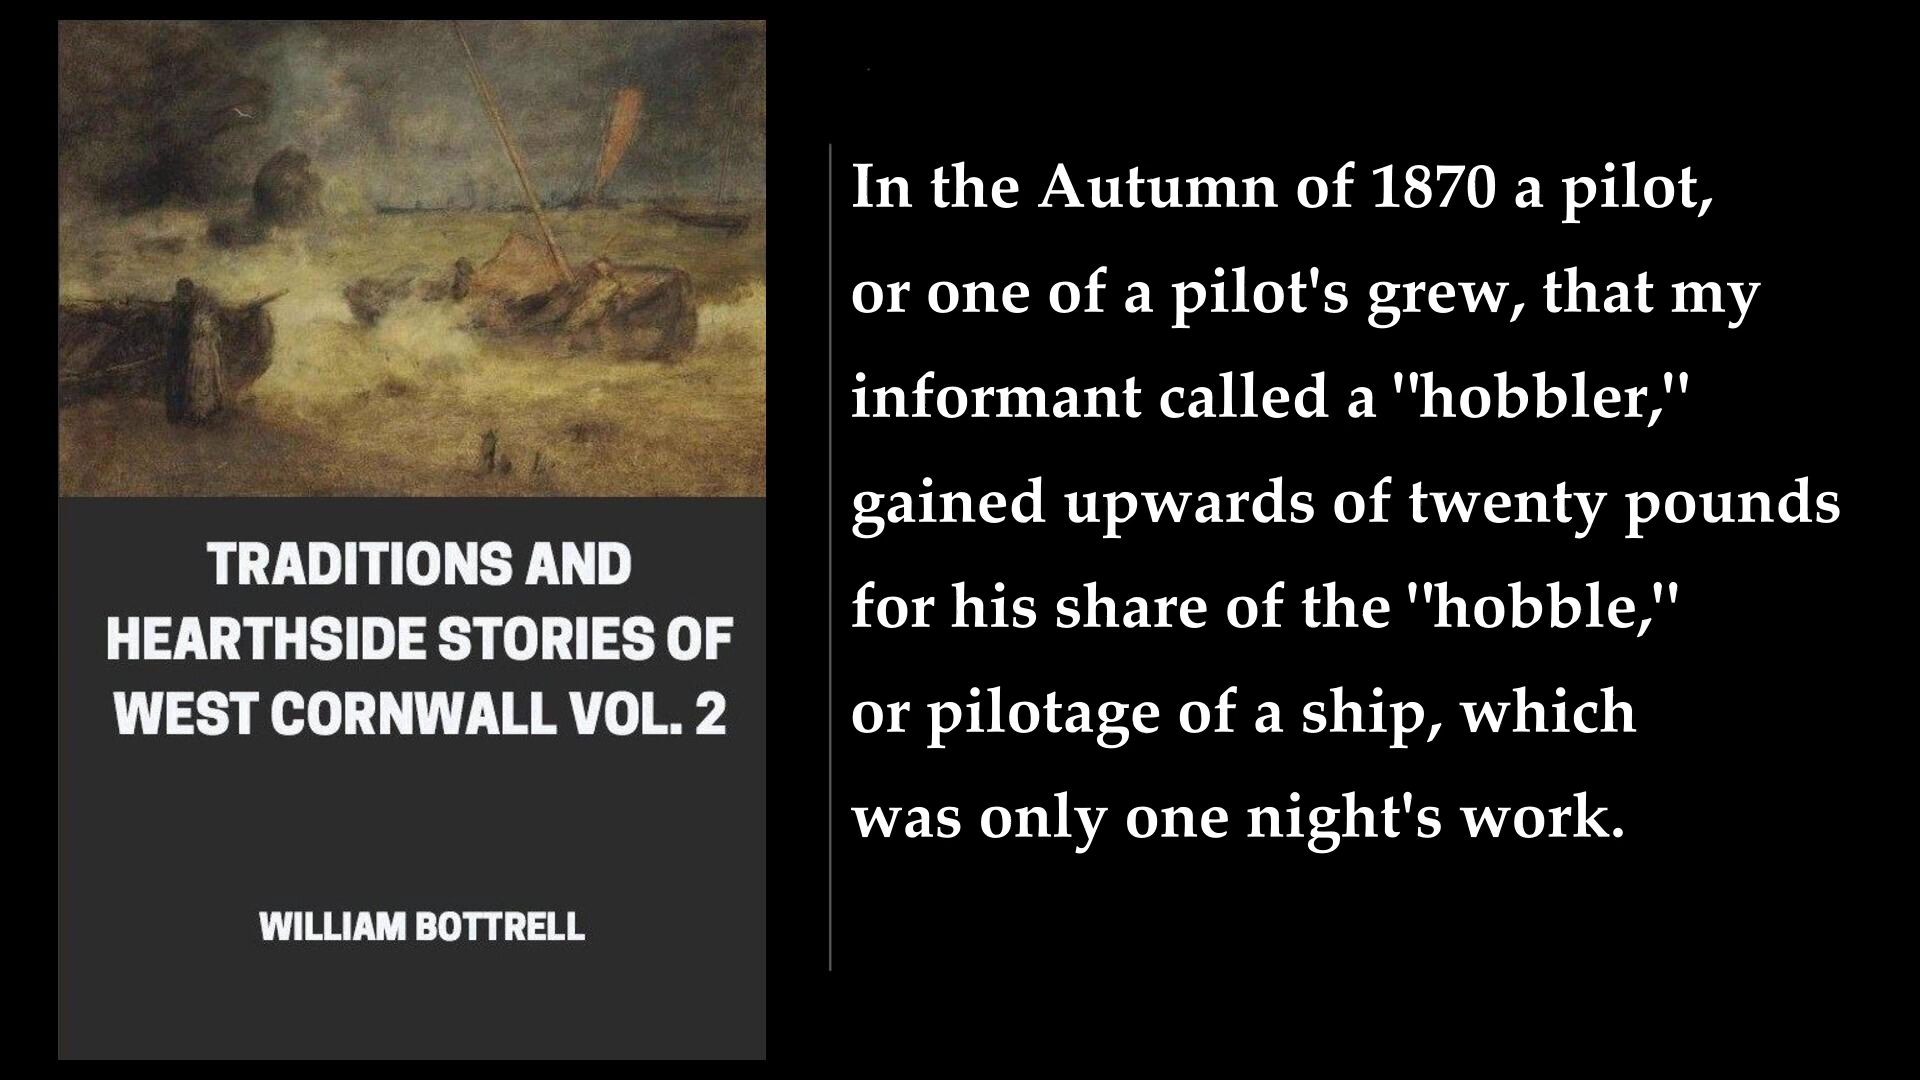 TRADITIONS AND
HEARTHSIDE STORIES OF
WEST CORNWALL VOL. 2
WILLIAM BOTTRELL
In the Autumn of 1870 a pilot,
or one of a pilot's grew, that my
informant called a "hobbler,"
gained upwards of twenty pounds
for his share of the "hobble,"
or pilotage of a ship, which
was only one night's work.